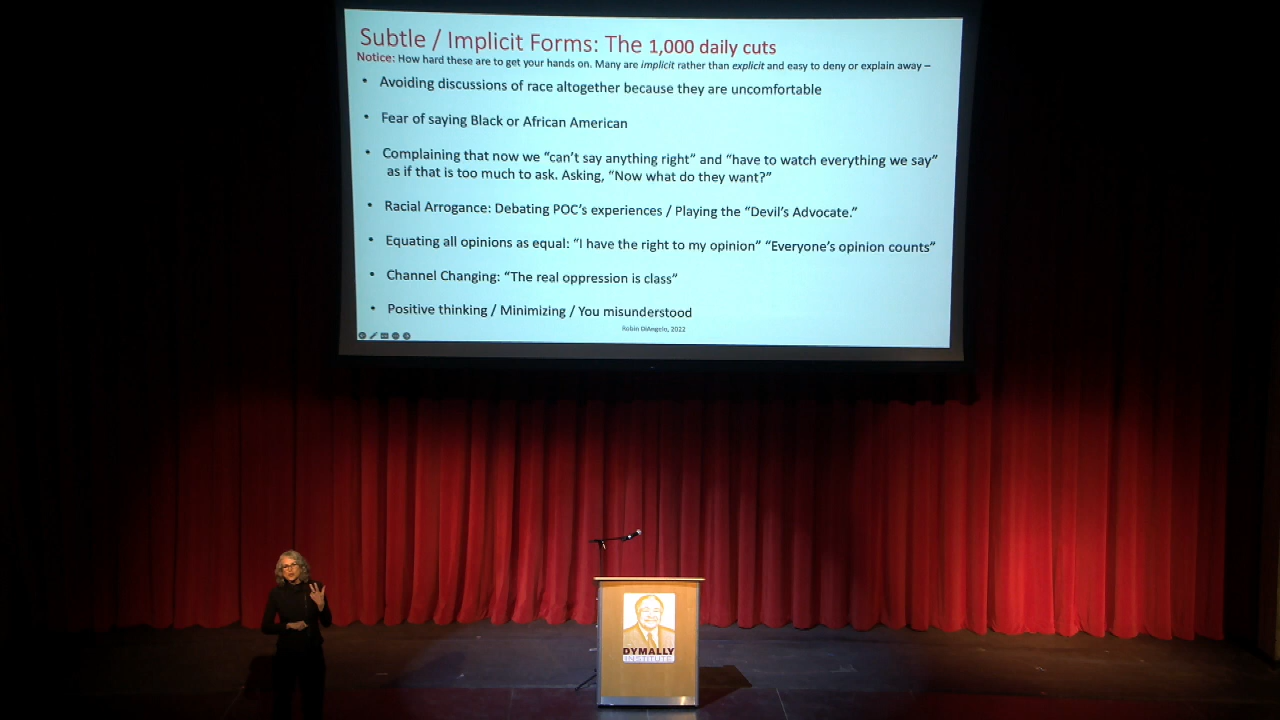 Subtle / Implicit Forms: The 1,000 daily cuts
Notice: How hard these are to get your hands on. Many are implicit rather than explicit and easy to deny or explain away –
• Avoiding discussions of race altogether because they are uncomfortable
• Fear of saying Black or African American
• Complaining that now we “can’t say anything right” and “have to watch everything we say”
as if that is too much to ask. Asking, “Now what do they want?”
• Racial Arrogance: Debating POC’s experiences / Playing the “Devil’s Advocate.”
• Equating all opinions as equal: “I have the right to my opinion” “Everyone’s opinion counts”
• Channel Changing: “The real oppression is class”
• Positive thinking / Minimizing / You misunderstood
Robin DiAngelo, 2022
DYMALLY
INSTITUTE